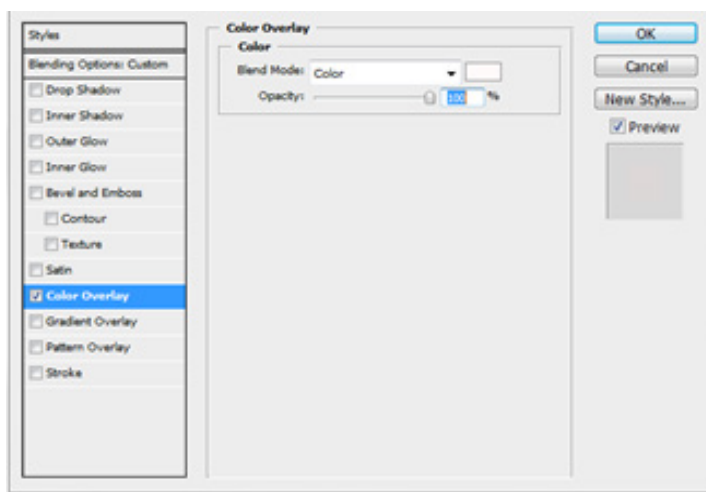 Styles
Blending Options: Custom
Drop Shadow
Inner Shadow
Outer Glow
Inner Glow
Bevel and Emboss
Contour
Texture
Satin
Color Overlay
Gradient Overlay
Pattern Overlay
Stroke
Color Overlay
Color
Blend Mode: Color
Opacity: 100 %
OK
Cancel
New Style...
Preview